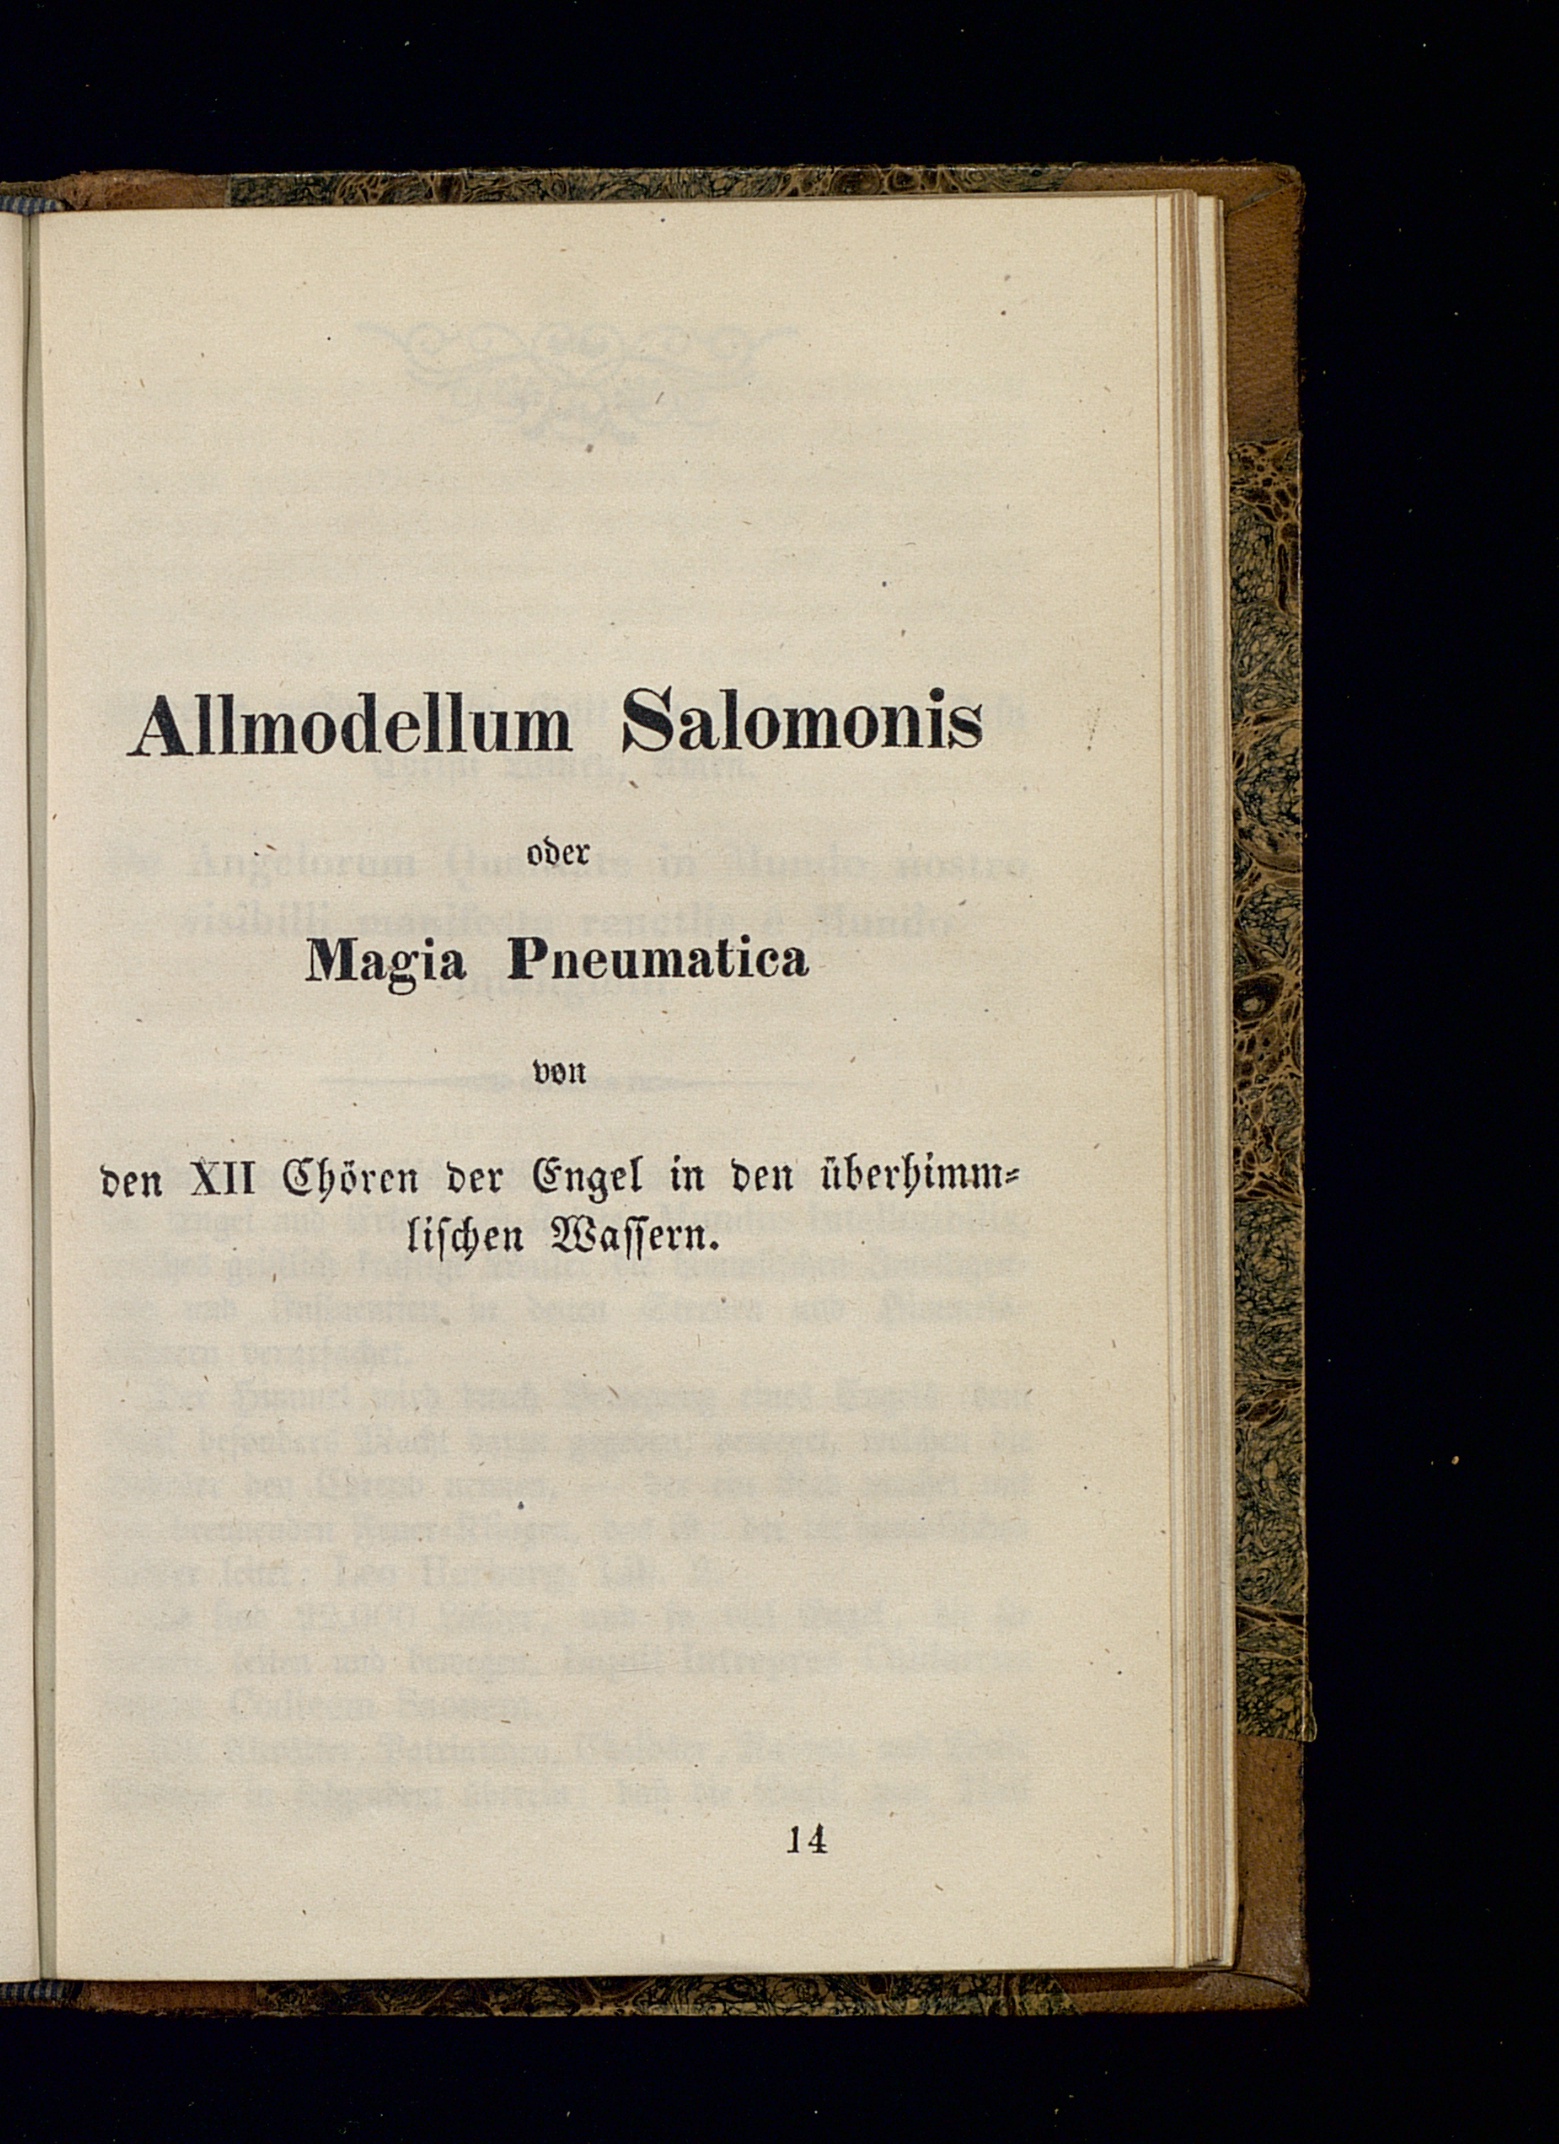 Allmodellum Salomonis
oder
Magia Pneumatica
von
den XII Chören der Engel in den überhimm⸗
liſchen Waſſern.
14